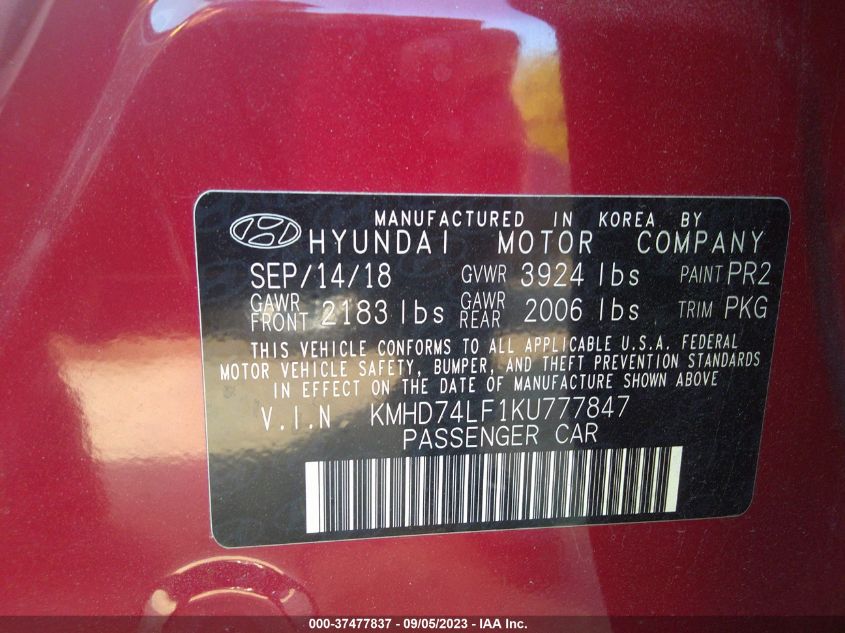 MANUFACTURED IN KOREA BY
HYUNDAI MOTOR COMPANY
SEP/14/18 GVWR 3924 lbs PAINT PR2
GAWR FRONT 2183 lbs GAWR REAR 2006 lbs TRIM PKG
THIS VEHICLE CONFORMS TO ALL APPLICABLE U.S.A. FEDERAL
MOTOR VEHICLE SAFETY, BUMPER, AND THEFT PREVENTION STANDARDS
IN EFFECT ON THE DATE OF MANUFACTURE SHOWN ABOVE
V.I.N KMHD74LF1KU777847
PASSENGER CAR
000-37477837 - 09/05/2023 - IAA Inc.